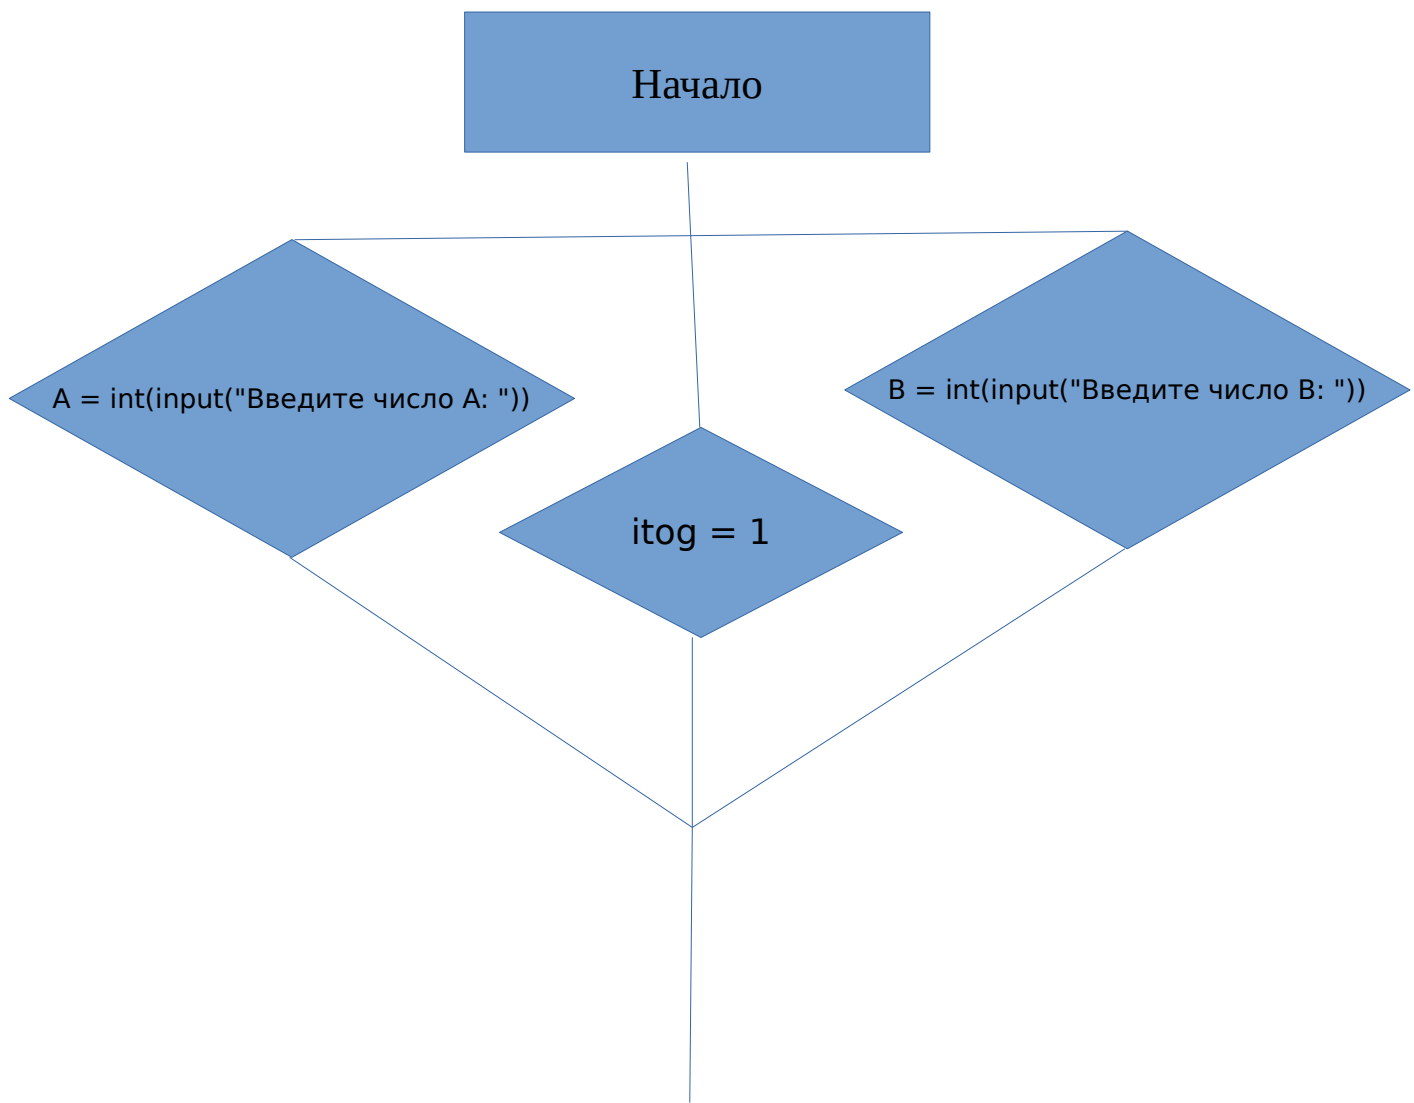 Начало
A = int(input("Введите число A: "))
B = int(input("Введите число B: "))
itog = 1